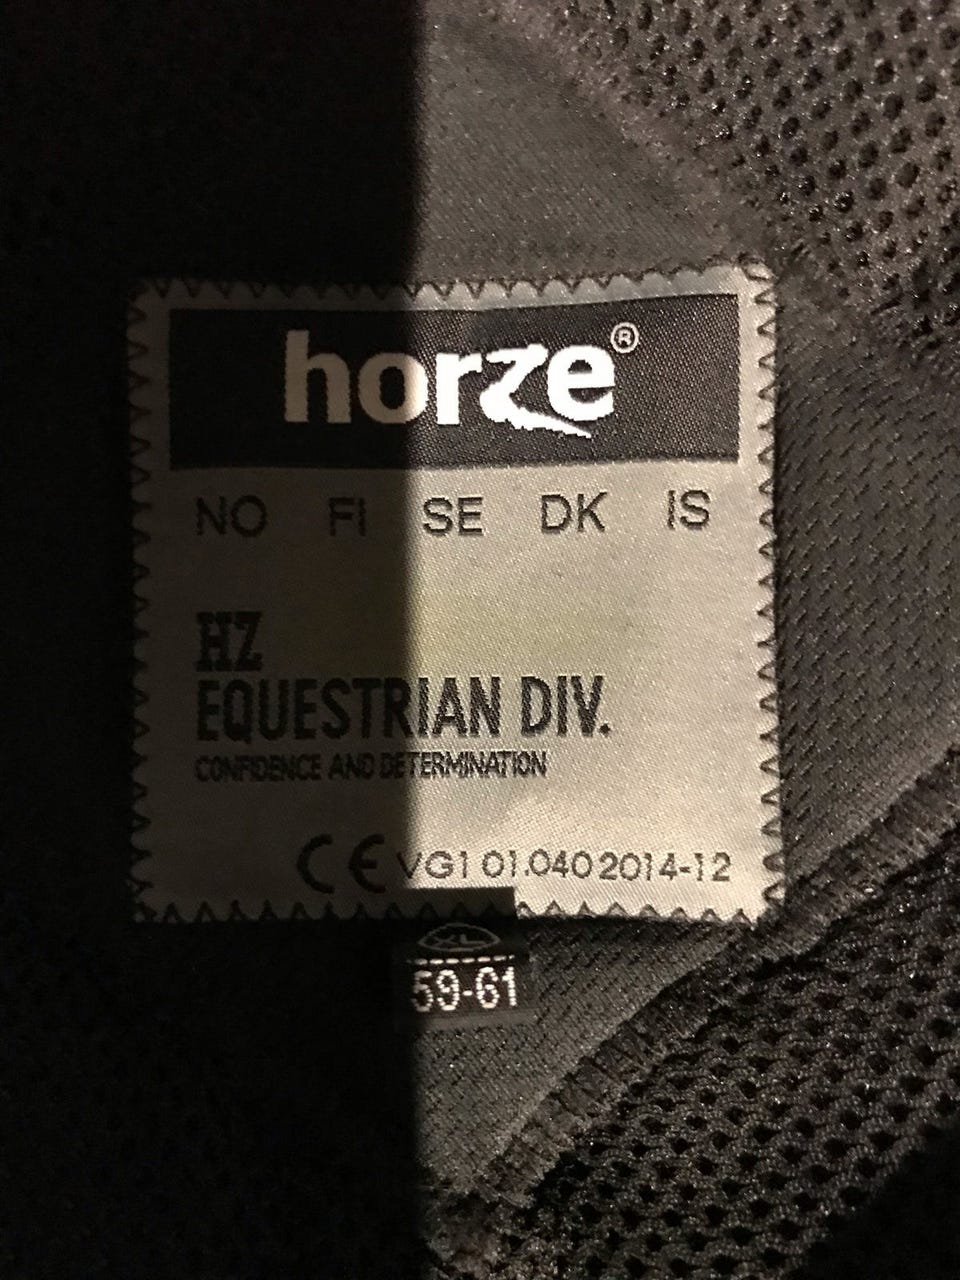 horze®
NO FI SE DK IS
HZ
EQUESTRIAN DIV.
CONFIDENCE AND DETERMINATION
CE VG1 01.040 2014-12
XL
59-61